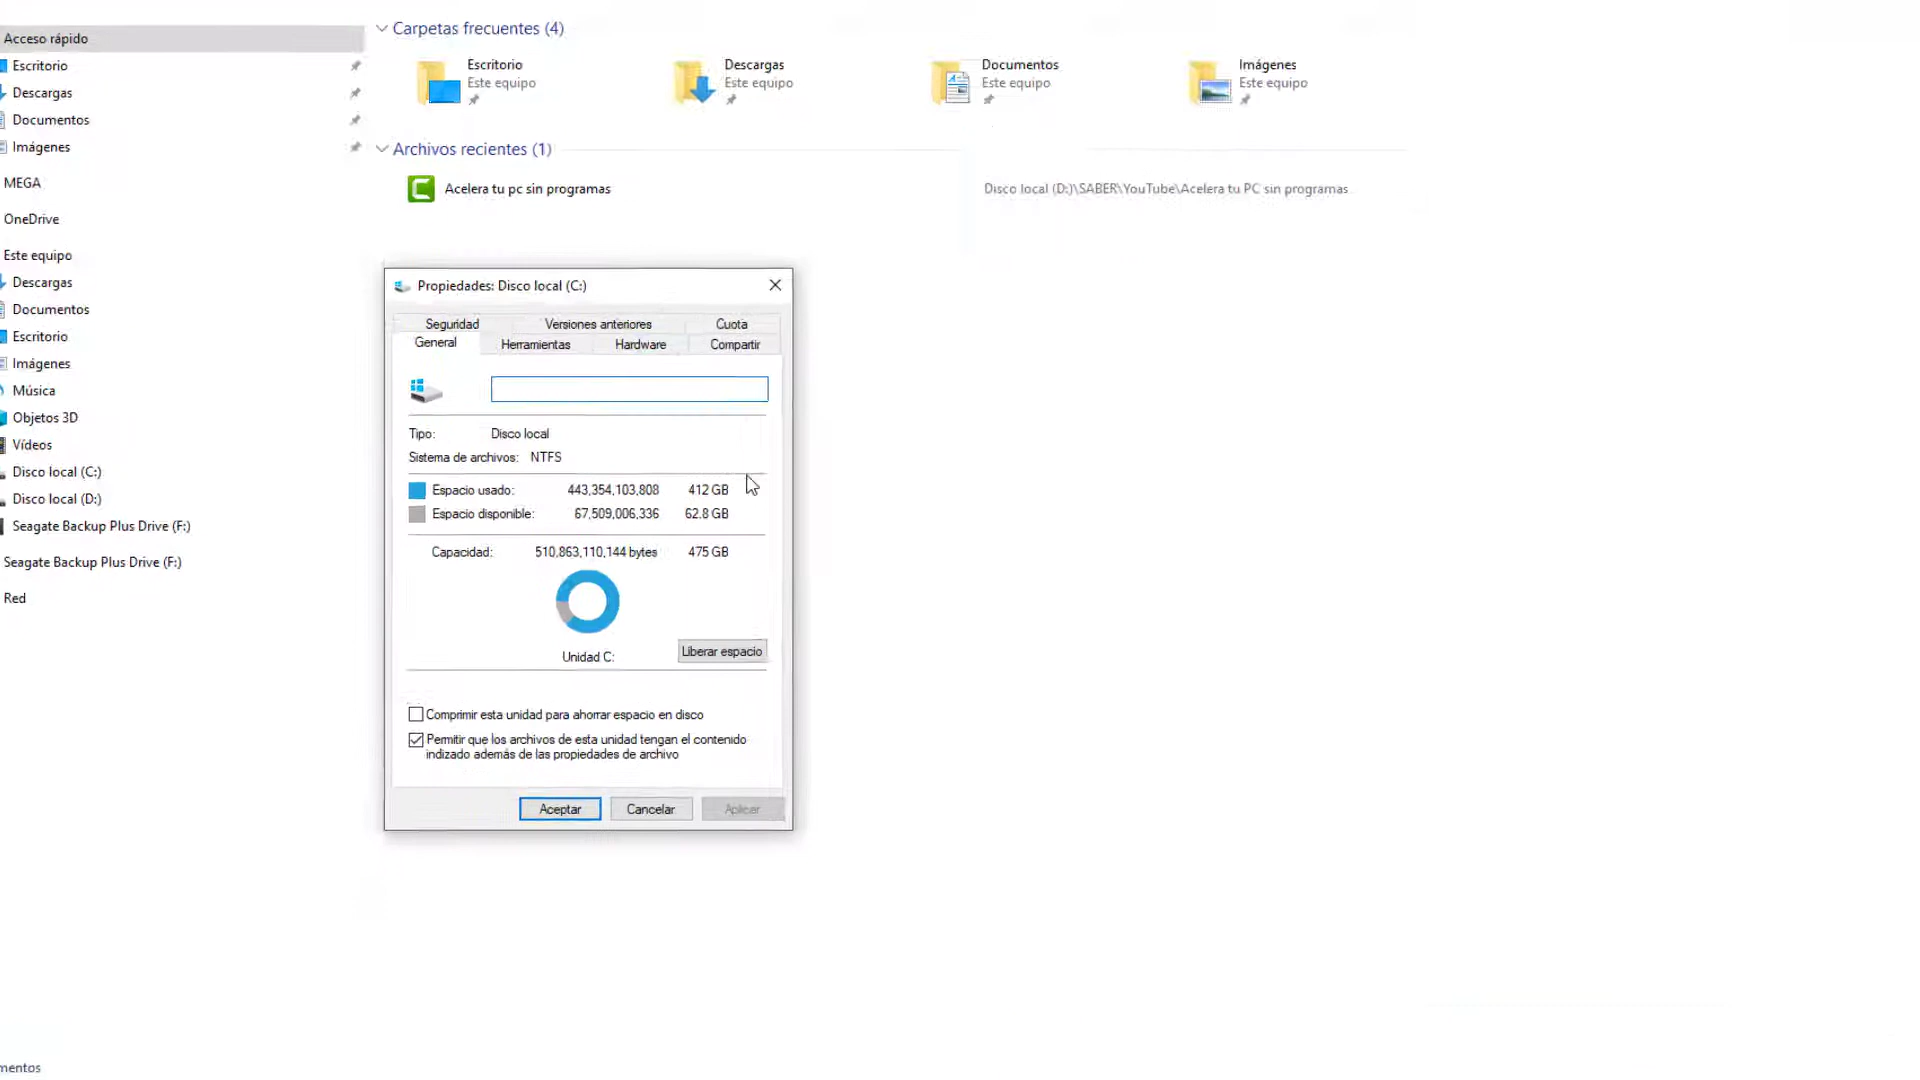 Acceso rápido
Escritorio
Descargas
Documentos
Imágenes
MEGA
OneDrive
Este equipo
Descargas
Documentos
Escritorio
Imágenes
Música
Objetos 3D
Vídeos
Disco local (C:)
Disco local (D:)
Seagate Backup Plus Drive (F:)
Seagate Backup Plus Drive (F:)
Red
mentos
Carpetas frecuentes (4)
Escritorio
Este equipo
Descargas
Este equipo
Documentos
Este equipo
Imágenes
Este equipo
Archivos recientes (1)
Acelera tu pc sin programas
Disco local (D:)\SABER\YouTube\Acelera tu PC sin programas
Propiedades: Disco local (C:)
Seguridad Versiones anteriores Cuota
General Herramientas Hardware Compartir
Tipo: Disco local
Sistema de archivos: NTFS
Espacio usado: 443,354,103,808 412 GB
Espacio disponible: 67,509,006,336 62.8 GB
Capacidad: 510,863,110,144 bytes 475 GB
Unidad C:
Liberar espacio
Comprimir esta unidad para ahorrar espacio en disco
Permitir que los archivos de esta unidad tengan el contenido
indizado además de las propiedades de archivo
Aceptar Cancelar Aplicar